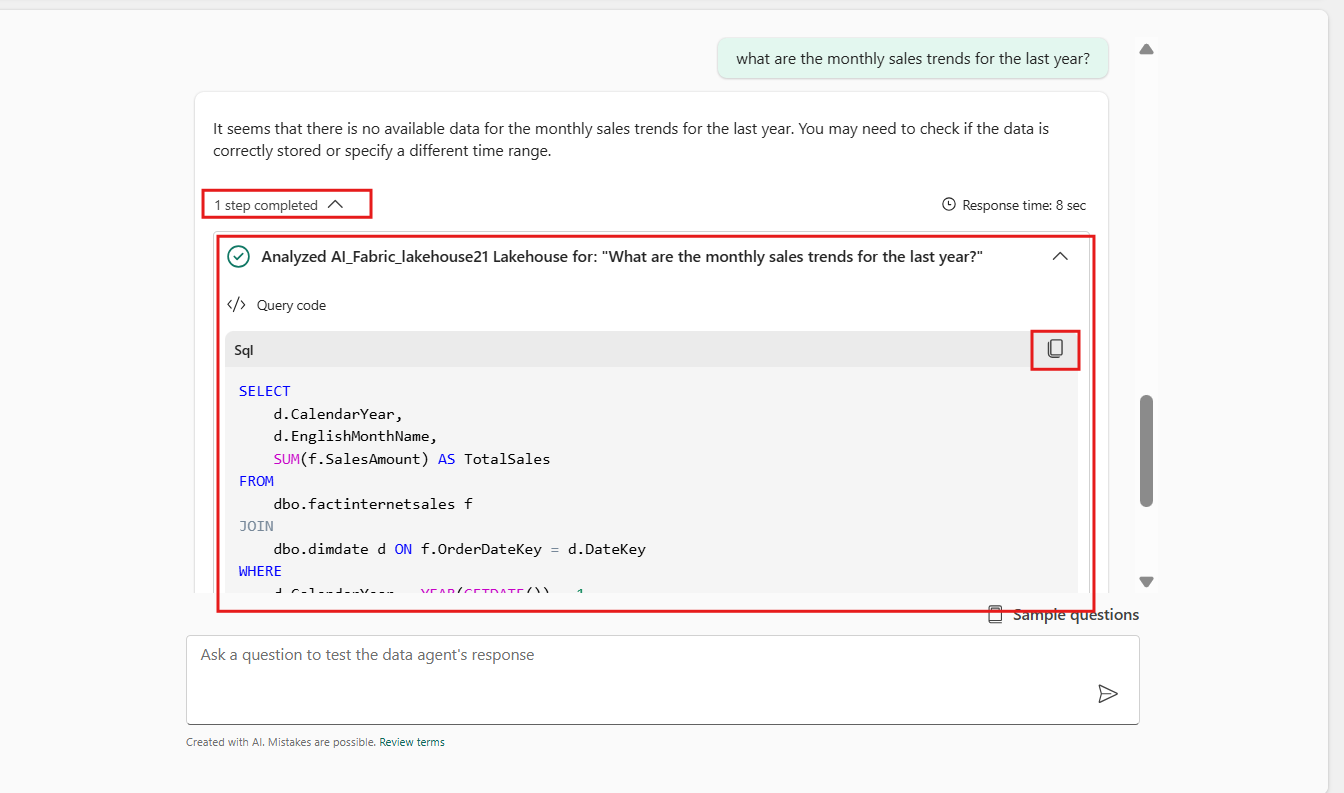 what are the monthly sales trends for the last year?
It seems that there is no available data for the monthly sales trends for the last year. You may need to check if the data is
correctly stored or specify a different time range.
1 step completed
Response time: 8 sec
Analyzed AI_Fabric_lakehouse21 Lakehouse for: "What are the monthly sales trends for the last year?"
</> Query code
Sql
SELECT
d.CalendarYear,
d.EnglishMonthName,
SUM(f.SalesAmount) AS TotalSales
FROM
dbo.factinternetsales f
JOIN
dbo.dimdate d ON f.OrderDateKey = d.DateKey
WHERE
d.CalendarYear = YEAR(GETDATE()) - 1
Sample questions
Ask a question to test the data agent's response
Created with AI. Mistakes are possible. Review terms